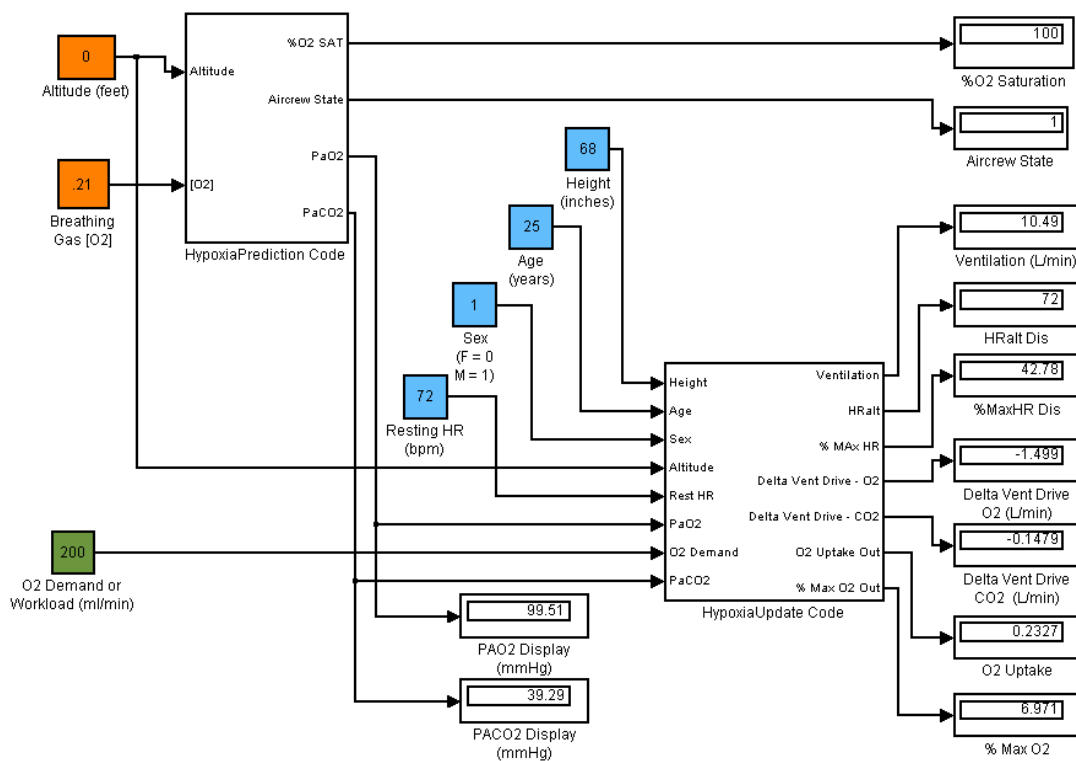 0
Altitude (feet)
.21
Breathing
Gas [O2]
Altitude
[O2]
%O2 SAT
Aircrew State
PaO2
PaCO2
HypoxiaPrediction Code
100
%O2 Saturation
1
Aircrew State
68
Height
(inches)
25
Age
(years)
1
Sex
(F = 0
M = 1)
72
Resting HR
(bpm)
200
O2 Demand or
Workload (ml/min)
Height
Age
Sex
Altitude
Rest HR
PaO2
O2 Demand
PaCO2
Ventilation
HRalt
% MAx HR
Delta Vent Drive - O2
Delta Vent Drive - CO2
O2 Uptake Out
% Max O2 Out
HypoxiaUpdate Code
10.49
Ventilation (L/min)
72
HRalt Dis
42.78
%MaxHR Dis
-1.499
Delta Vent Drive
O2 (L/min)
-0.1479
Delta Vent Drive
CO2 (L/min)
0.2327
O2 Uptake
6.971
% Max O2
99.51
PAO2 Display
(mmHg)
39.29
PACO2 Display
(mmHg)